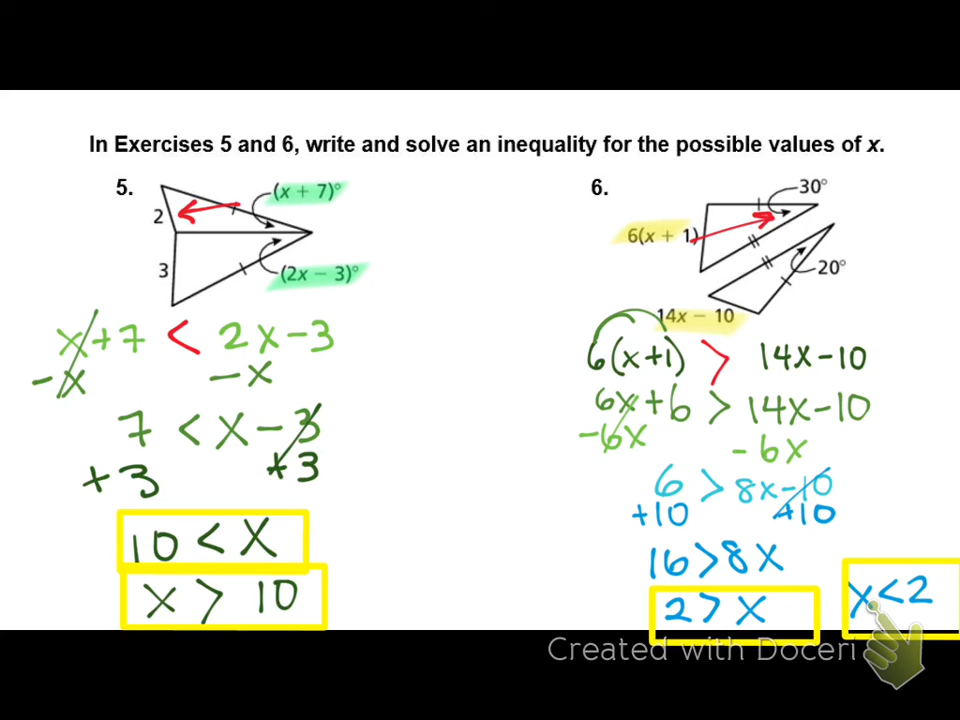 In Exercises 5 and 6, write and solve an inequality for the possible values of x.
5.
(x + 7)°
2
3
(2x − 3)°
x+7 < 2x−3
−x −x
7 < x−3
+3 +3
10 < x
x > 10
6.
30°
6(x + 1)
20°
14x − 10
6(x+1) > 14x−10
6x+6 > 14x−10
−6x −6x
6 > 8x−10
+10 +10
16>8x
2> x
x<2
Created with Doceri